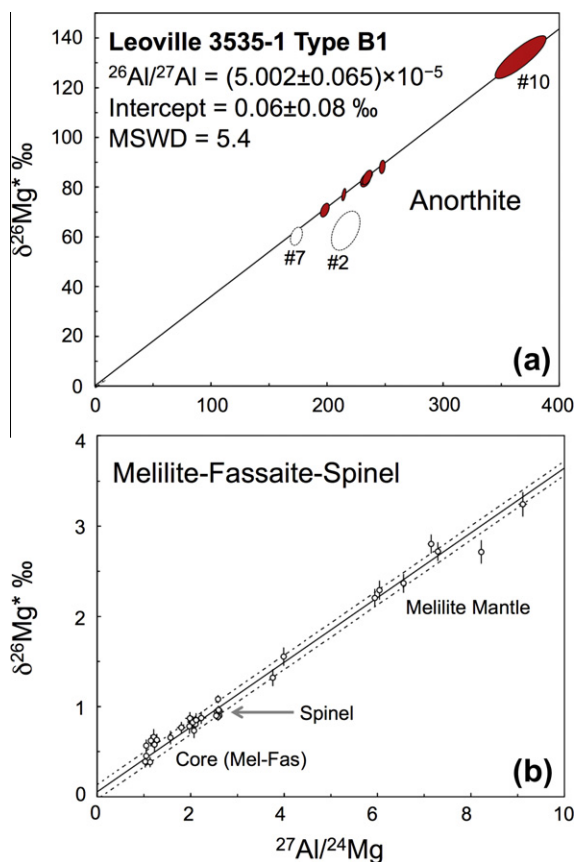 Leoville 3535-1 Type B1
²⁶Al/²⁷Al = (5.002±0.065)×10⁻⁵
Intercept = 0.06±0.08 ‰
MSWD = 5.4
#10
Anorthite
#7
#2
(a)
δ²⁶Mg* ‰
140
120
100
80
60
40
20
0
0 100 200 300 400
Melilite-Fassaite-Spinel
Melilite Mantle
Spinel
Core (Mel-Fas)
(b)
δ²⁶Mg* ‰
4
3
2
1
0
0 2 4 6 8 10
²⁷Al/²⁴Mg